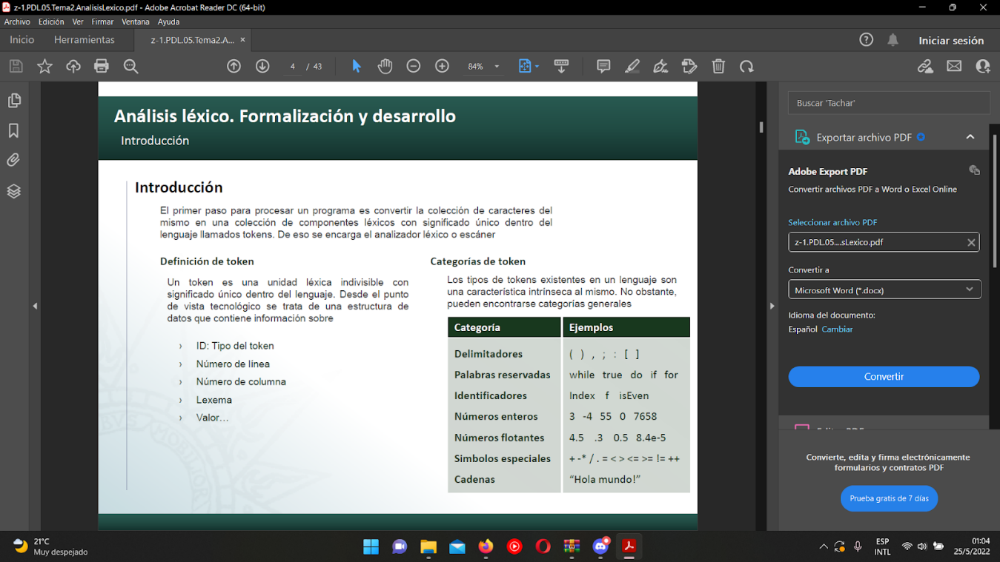 z-1.PDL.05.Tema2.AnalisisLexico.pdf - Adobe Acrobat Reader DC (64-bit)
Archivo Edición Ver Firmar Ventana Ayuda
Inicio Herramientas z-1.PDL.05.Tema2.A... × Iniciar sesión
4 / 43 84%
Análisis léxico. Formalización y desarrollo
Introducción
Introducción
El primer paso para procesar un programa es convertir la colección de caracteres del
mismo en una colección de componentes léxicos con significado único dentro del
lenguaje llamados tokens. De eso se encarga el analizador léxico o escáner
Definición de token
Un token es una unidad léxica indivisible con
significado único dentro del lenguaje. Desde el punto
de vista tecnológico se trata de una estructura de
datos que contiene información sobre
› ID: Tipo del token
› Número de línea
› Número de columna
› Lexema
› Valor...
Categorías de token
Los tipos de tokens existentes en un lenguaje son
una característica intrínseca al mismo. No obstante,
pueden encontrarse categorías generales
Categoría Ejemplos
Delimitadores ( ) , ; : [ ]
Palabras reservadas while true do if for
Identificadores Index f isEven
Números enteros 3 -4 55 0 7658
Números flotantes 4.5 .3 0.5 8.4e-5
Simbolos especiales + -* / . = < > <= >= != ++
Cadenas “Hola mundo!”
Buscar 'Tachar'
Exportar archivo PDF
Adobe Export PDF
Convertir archivos PDF a Word o Excel Online
Seleccionar archivo PDF
z-1.PDL.05....sLexico.pdf
Convertir a
Microsoft Word (*.docx)
Idioma del documento:
Español Cambiar
Convertir
Convierte, edita y firma electrónicamente
formularios y contratos PDF
Prueba gratis de 7 días
21°C
Muy despejado
ESP
INTL
01:04
25/5/2022